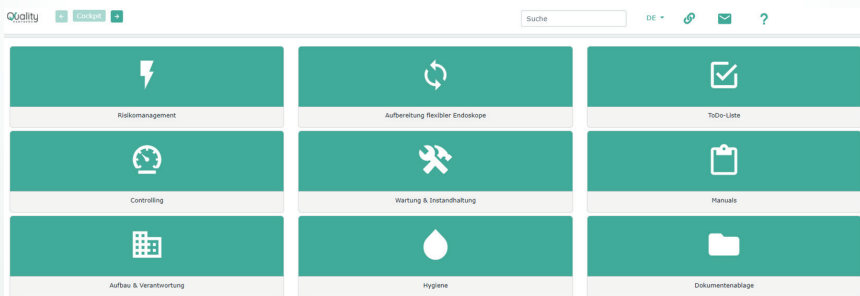 Quality
Cockpit
Suche
DE
?
Risikomanagement
Aufbereitung flexibler Endoskope
ToDo-Liste
Controlling
Wartung & Instandhaltung
Manuals
Aufbau & Verantwortung
Hygiene
Dokumentenablage